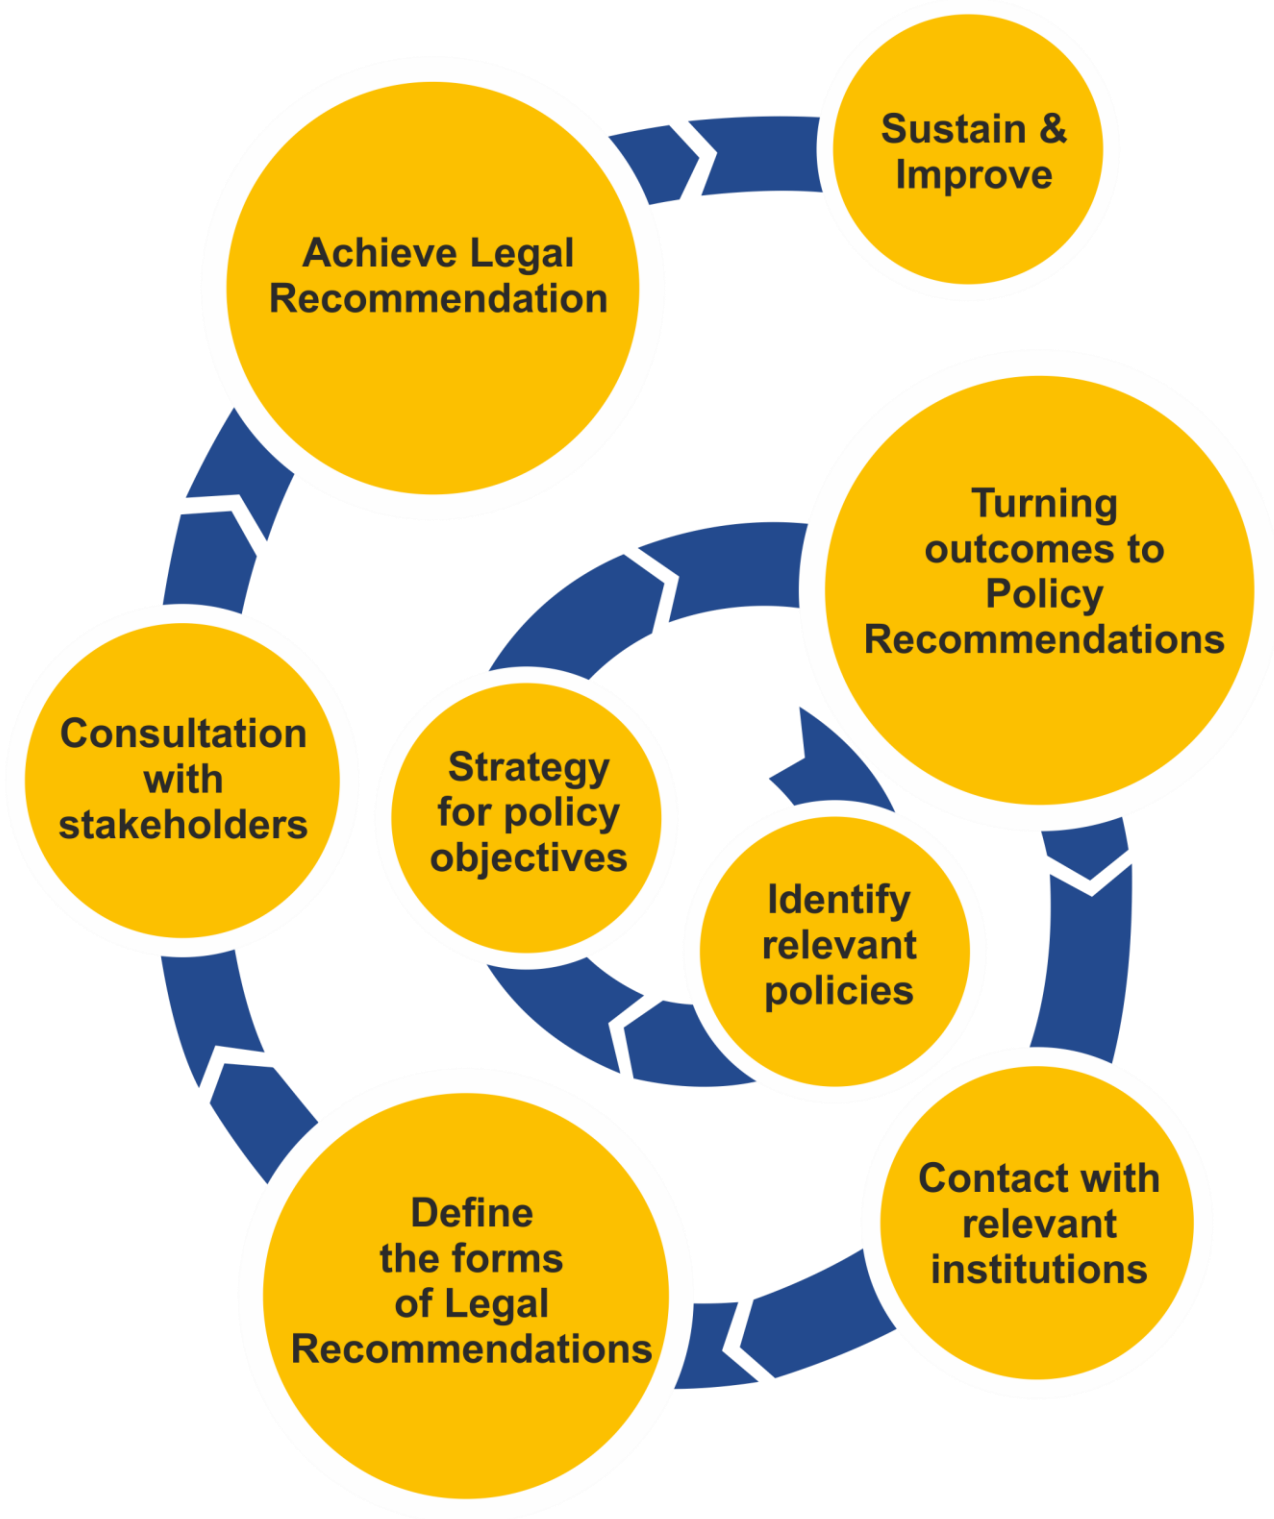 Sustain &
Improve
Achieve Legal
Recommendation
Turning
outcomes to
Policy
Recommendations
Consultation
with
stakeholders
Strategy
for policy
objectives
Identify
relevant
policies
Contact with
relevant
institutions
Define
the forms
of Legal
Recommendations